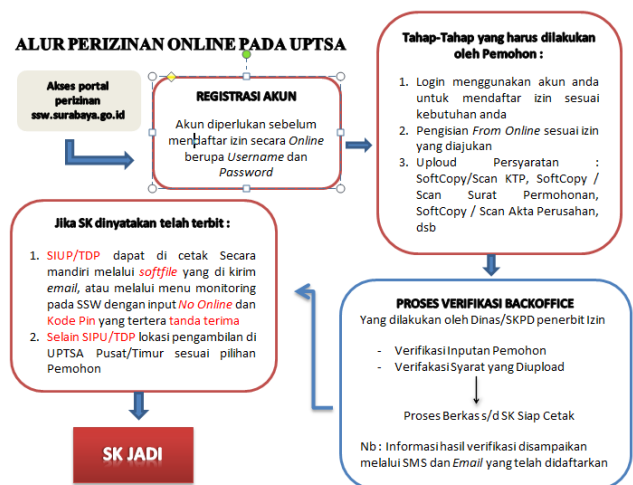 ALUR PERIZINAN ONLINE PADA UPTSA
Akses portal
perizinan
ssw.surabaya.go.id
REGISTRASI AKUN
Akun diperlukan sebelum
mendaftar izin secara Online
berupa Username dan
Password
Tahap-Tahap yang harus dilakukan
oleh Pemohon :
1. Login menggunakan akun anda
untuk mendaftar izin sesuai
kebutuhan anda
2. Pengisian From Online sesuai izin
yang diajukan
3. Upload Persyaratan :
SoftCopy/Scan KTP, SoftCopy /
Scan Surat Permohonan,
SoftCopy / Scan Akta Perusahan,
dsb
PROSES VERIFIKASI BACKOFFICE
Yang dilakukan oleh Dinas/SKPD penerbit Izin
- Verifikasi Inputan Pemohon
- Verifakasi Syarat yang Diupload
Proses Berkas s/d SK Siap Cetak
Nb : Informasi hasil verifikasi disampaikan
melalui SMS dan Email yang telah didaftarkan
Jika SK dinyatakan telah terbit :
1. SIUP/TDP dapat di cetak Secara
mandiri melalui softfile yang di kirim
email, atau melalui menu monitoring
pada SSW dengan input No Online dan
Kode Pin yang tertera tanda terima
2. Selain SIPU/TDP lokasi pengambilan di
UPTSA Pusat/Timur sesuai pilihan
Pemohon
SK JADI